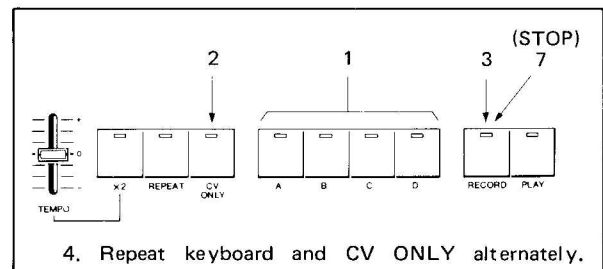 (STOP)
2 1 3 7
+
0
-
x2 REPEAT CV ONLY A B C D RECORD PLAY
TEMPO
4. Repeat keyboard and CV ONLY alternately.